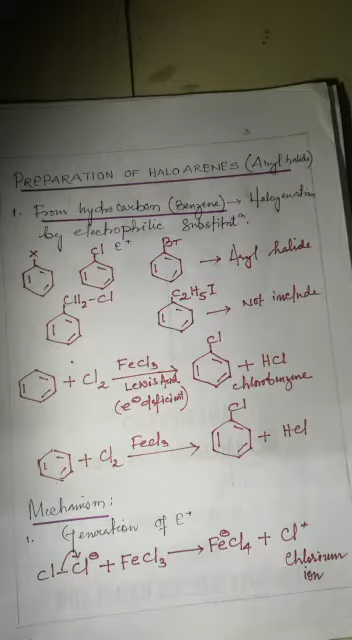 3
PREPARATION OF HALOARENES (Aryl halide)
1. From hydrocarbon (Benzene) → Halogenation
by electrophilic Substitutn.
X Cl E+ Br → Aryl halide
CH2-Cl C2H5I → Not include
+ Cl2 FeCl3 Lewis Acid (e⊖ deficient) → Cl + HCl
chlorobenzene
+ Cl2 FeCl3 → Cl + HCl
Mechanism:
1. Generation of E+
Cl-Cl⊖ + FeCl3 → FeCl4⊖ + Cl+
Chlorium
ion